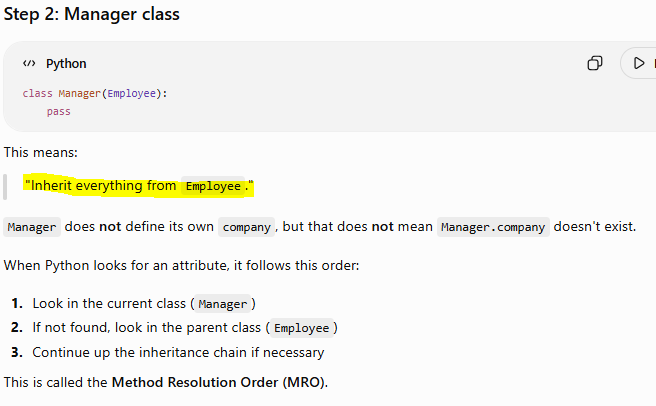 Step 2: Manager class
</> Python
class Manager(Employee):
    pass
This means:
"Inherit everything from Employee."
Manager does not define its own company, but that does not mean Manager.company doesn't exist.
When Python looks for an attribute, it follows this order:
1. Look in the current class (Manager)
2. If not found, look in the parent class (Employee)
3. Continue up the inheritance chain if necessary
This is called the Method Resolution Order (MRO).